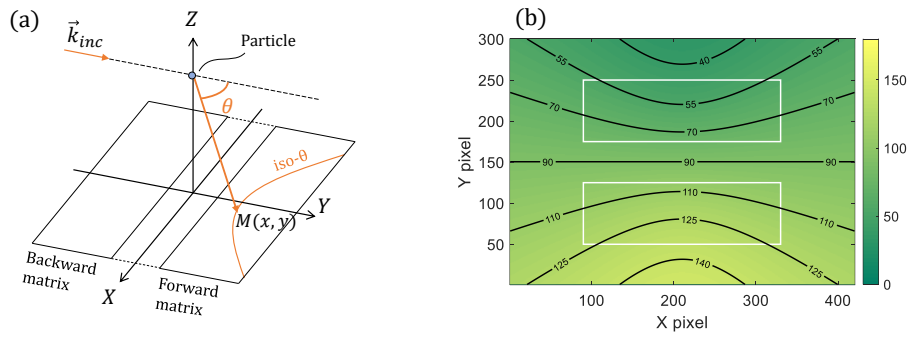 (a)
k⃗inc
Z
Particle
θ
iso-θ
Y
M(x, y)
Backward
matrix
X
Forward
matrix
(b)
300
250
200
150
100
50
Y pixel
40
55
55
55
70
70
70
90
90
90
110
110
110
125
125
125
140
100
200
300
400
X pixel
150
100
50
0